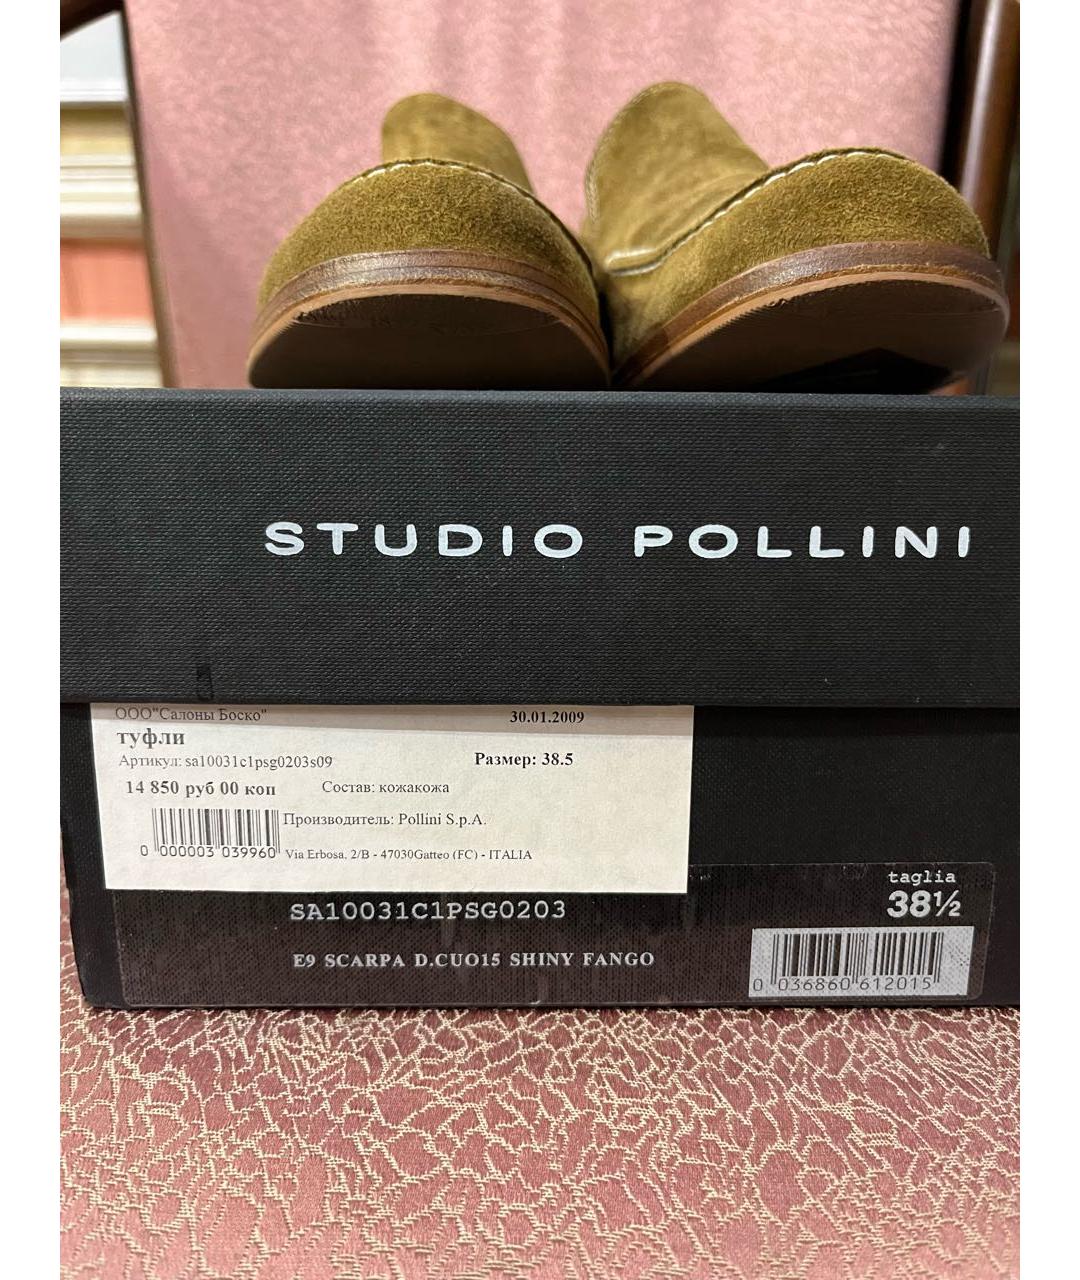 STUDIO POLLINI
ООО"Салоны Боско" 30.01.2009
туфли
Артикул: sa10031c1psg0203s09 Размер: 38.5
14 850 руб 00 коп Состав: кожакожа
Производитель: Pollini S.p.A.
0 000003 039960 Via Erbosa, 2/B - 47030Gatteo (FC) - ITALIA
taglia
SA10031C1PSG0203 38½
E9 SCARPA D.CUO15 SHINY FANGO
0 036860 612015